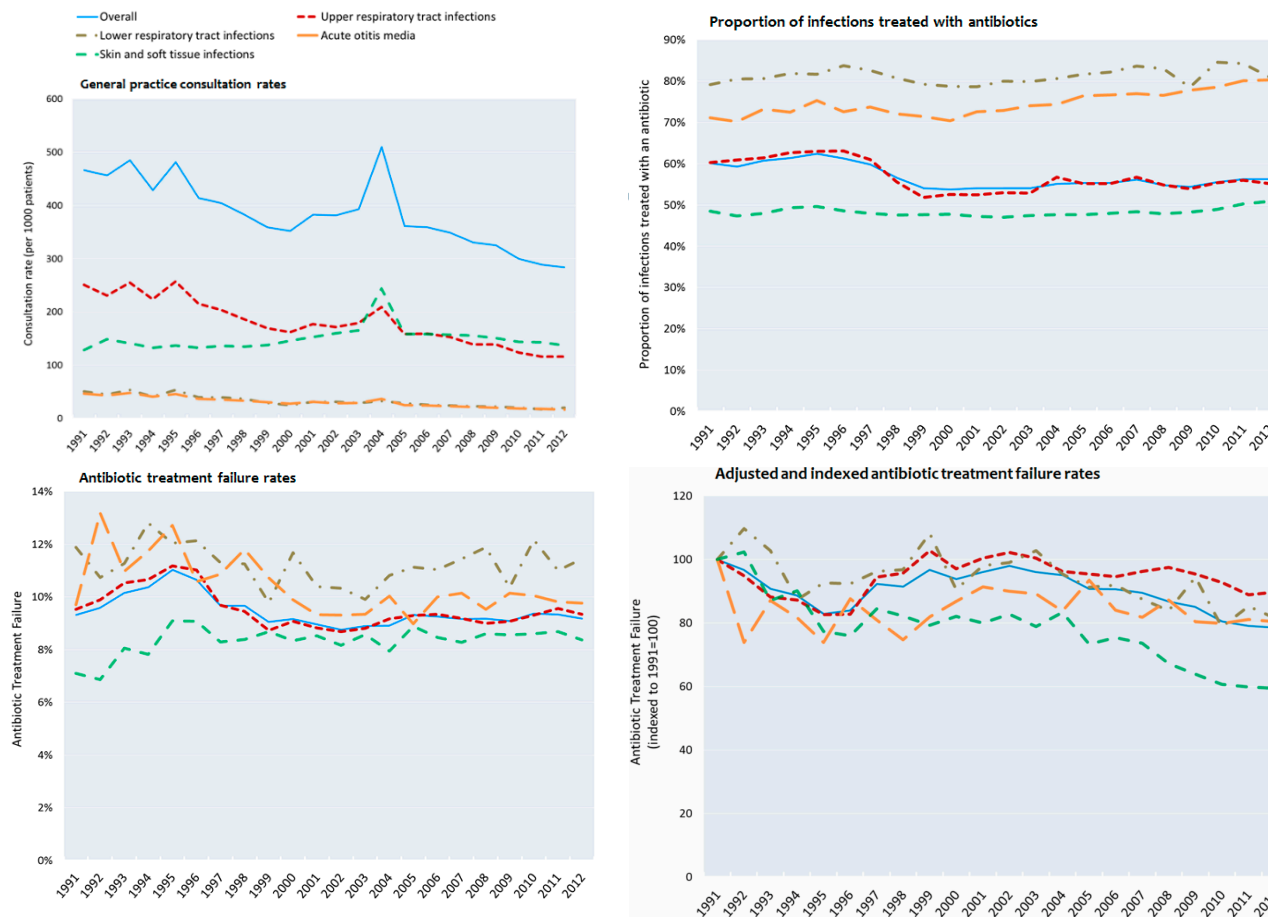 Overall
Upper respiratory tract infections
Lower respiratory tract infections
Acute otitis media
Skin and soft tissue infections
General practice consultation rates
Consultation rate (per 1000 patients)
600
500
400
300
200
100
0
1991 1992 1993 1994 1995 1996 1997 1998 1999 2000 2001 2002 2003 2004 2005 2006 2007 2008 2009 2010 2011 2012
Proportion of infections treated with antibiotics
Proportion of infections treated with an antibiotic
90%
80%
70%
60%
50%
40%
30%
20%
10%
0%
1991 1992 1993 1994 1995 1996 1997 1998 1999 2000 2001 2002 2003 2004 2005 2006 2007 2008 2009 2010 2011 2012
Antibiotic treatment failure rates
Antibiotic Treatment Failure
14%
12%
10%
8%
6%
4%
2%
0%
1991 1992 1993 1994 1995 1996 1997 1998 1999 2000 2001 2002 2003 2004 2005 2006 2007 2008 2009 2010 2011 2012
Adjusted and indexed antibiotic treatment failure rates
Antibiotic Treatment Failure
(indexed to 1991=100)
120
100
80
60
40
20
0
1991 1992 1993 1994 1995 1996 1997 1998 1999 2000 2001 2002 2003 2004 2005 2006 2007 2008 2009 2010 2011